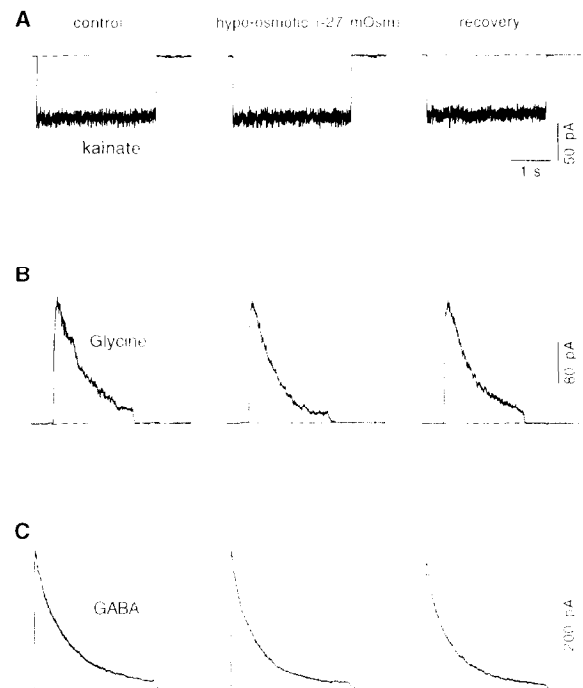 A control hypo-osmotic (-27 mOsm) recovery
kainate
50 pA
1 s
B
Glycine
80 pA
C
GABA
200 pA